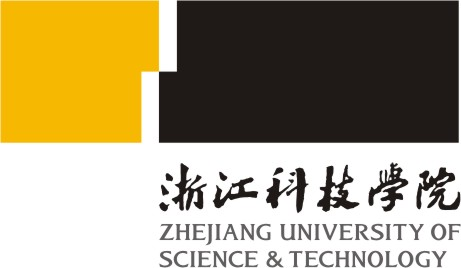 浙江科技學院
ZHEJIANG UNIVERSITY OF
SCIENCE & TECHNOLOGY